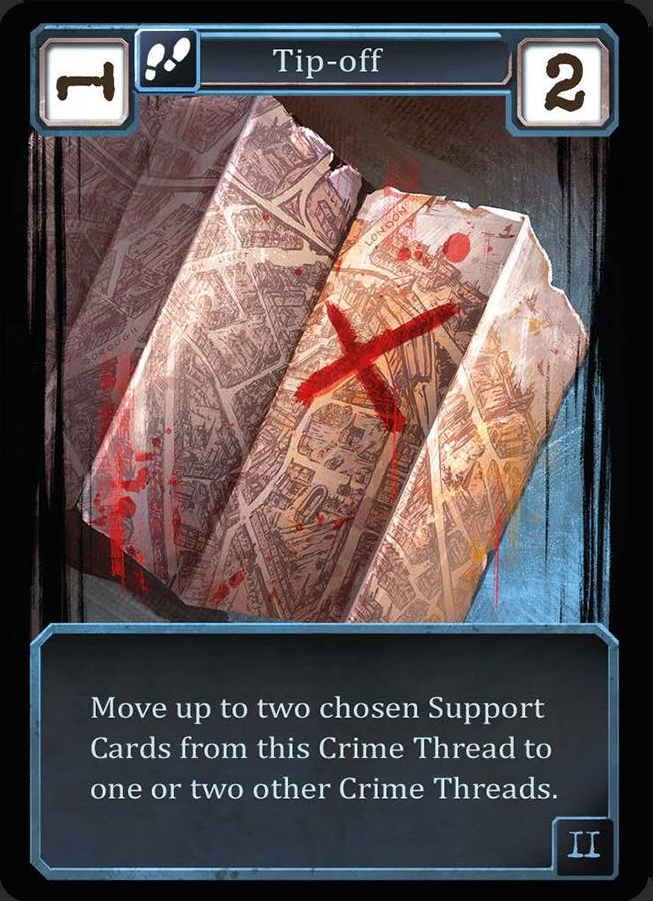 1
Tip-off
2
LONDON
Move up to two chosen Support
Cards from this Crime Thread to
one or two other Crime Threads.
II